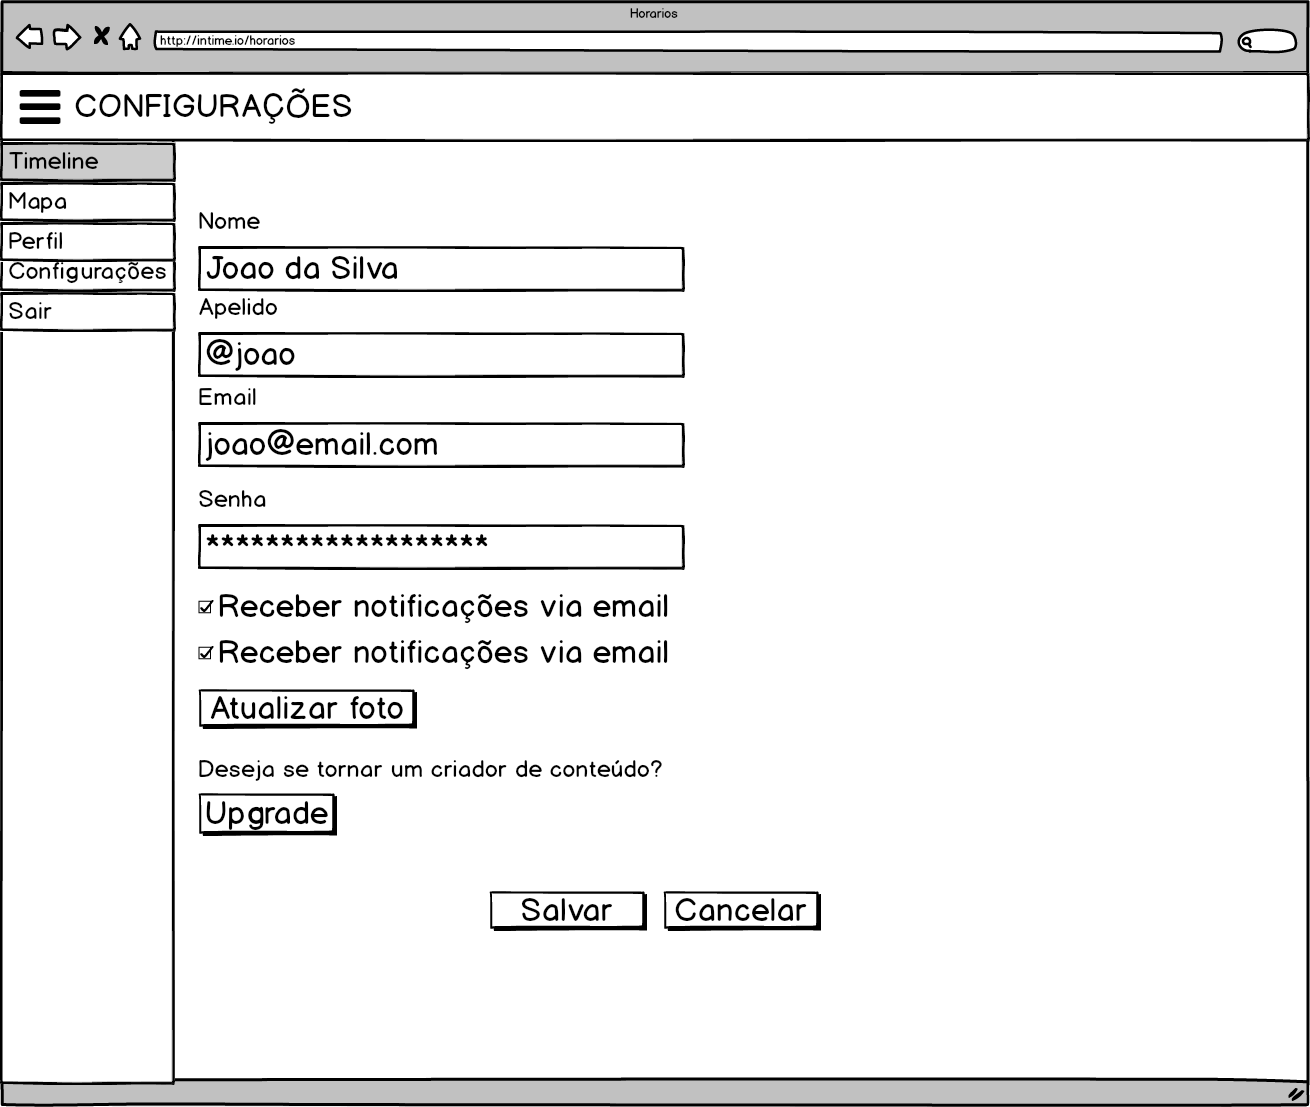 Horarios
http://intime.io/horarios
CONFIGURAÇÕES
Timeline
Mapa
Perfil
Configurações
Sair
Nome
Joao da Silva
Apelido
@joao
Email
joao@email.com
Senha
*******************
Receber notificações via email
Receber notificações via email
Atualizar foto
Deseja se tornar um criador de conteúdo?
Upgrade
Salvar Cancelar